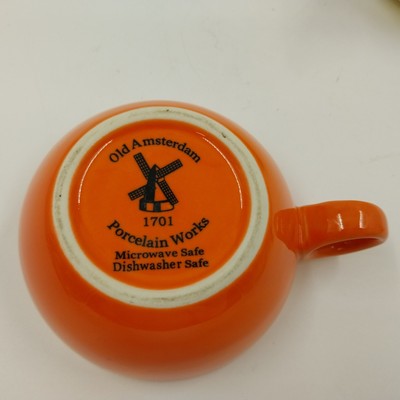 Old Amsterdam
1701
Porcelain Works
Microwave Safe
Dishwasher Safe